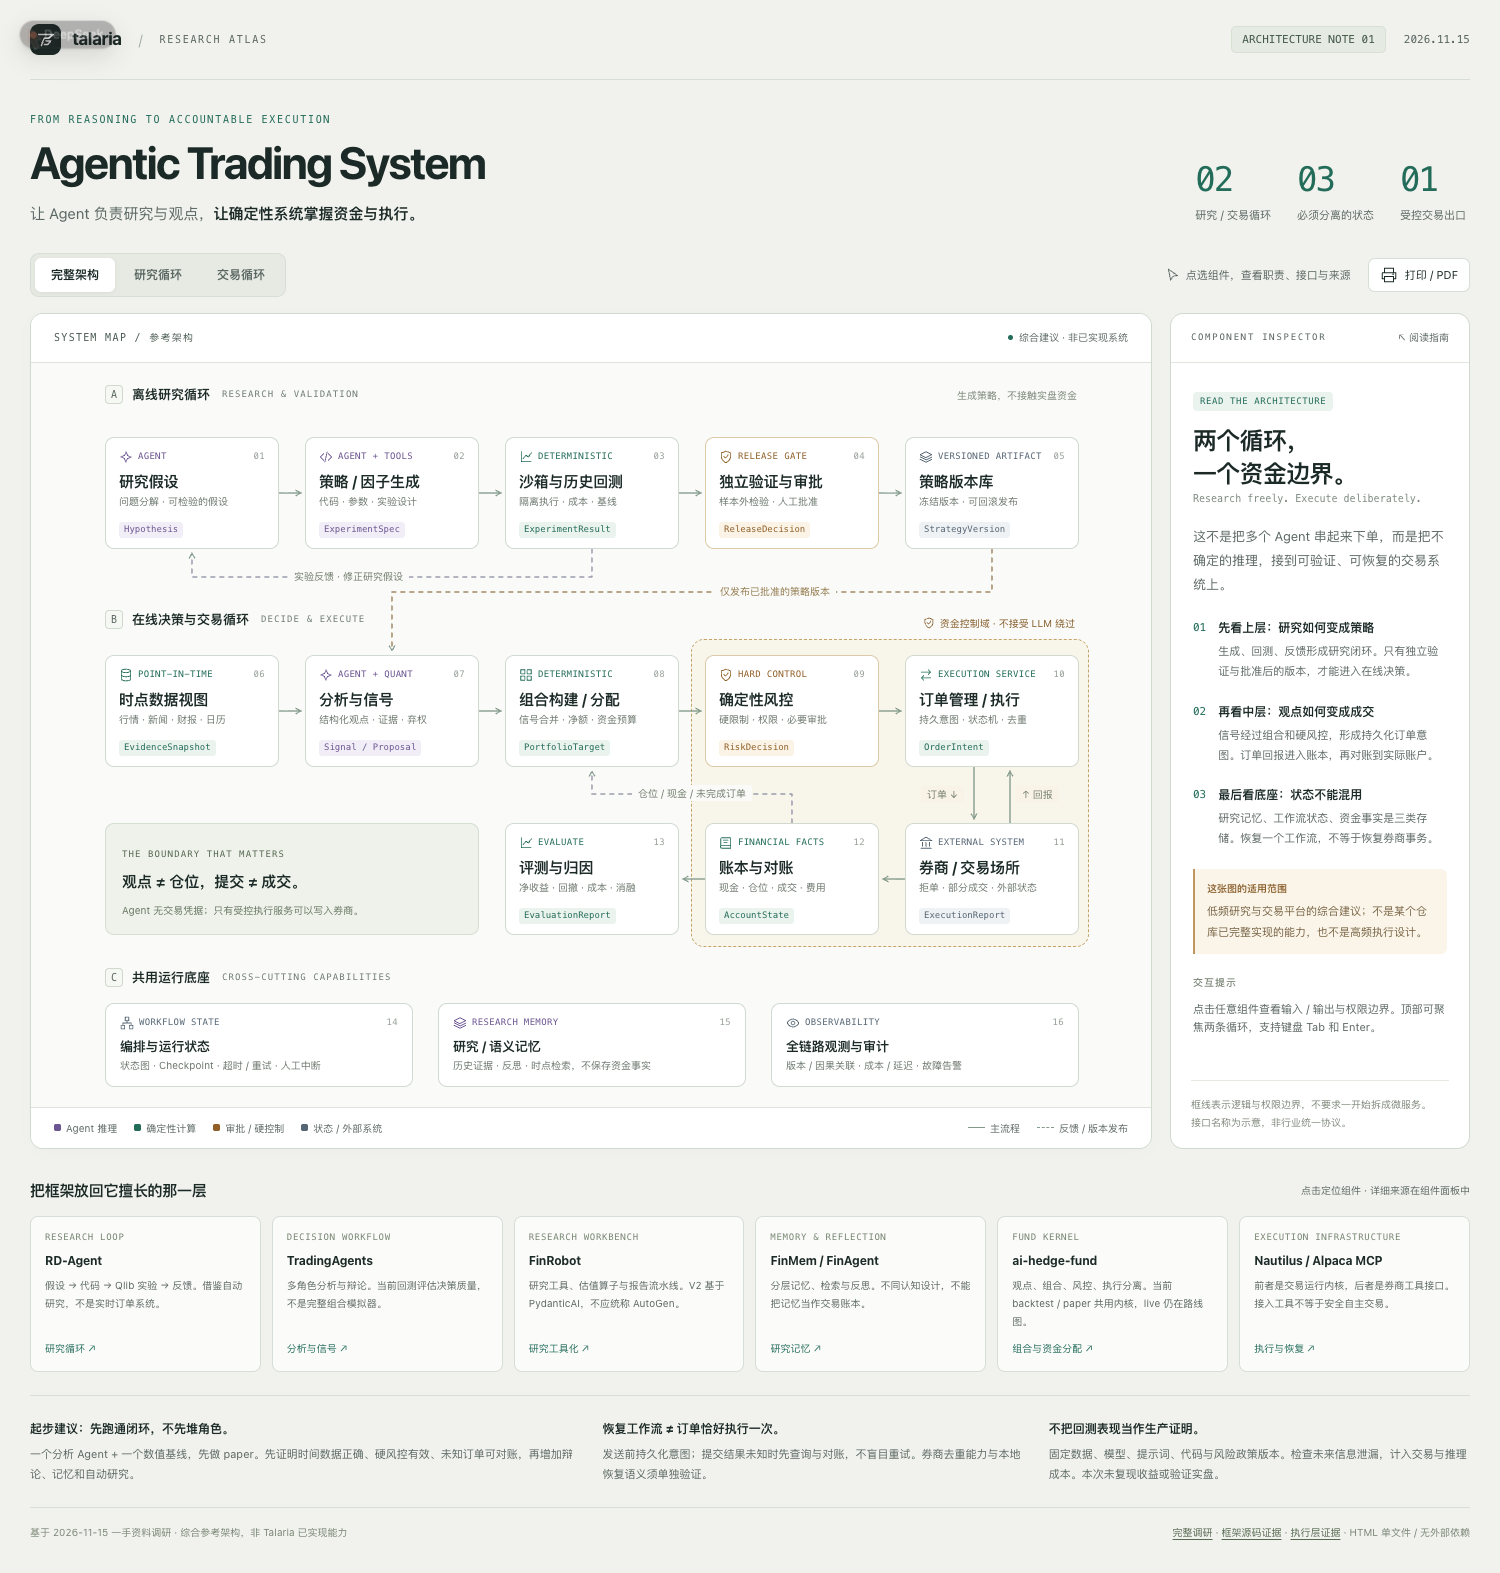 talaria / RESEARCH ATLAS
ARCHITECTURE NOTE 01 2026.11.15
FROM REASONING TO ACCOUNTABLE EXECUTION
Agentic Trading System
让 Agent 负责研究与观点，让确定性系统掌握资金与执行。
02 研究 / 交易循环
03 必须分离的状态
01 受控交易出口
完整架构 研究循环 交易循环
点选组件，查看职责、接口与来源
打印 / PDF
SYSTEM MAP / 参考架构
综合建议 · 非已实现系统
A 离线研究循环 RESEARCH & VALIDATION
生成策略，不接触实盘资金
AGENT 01
研究假设
问题分解 · 可检验的假设
Hypothesis
AGENT + TOOLS 02
策略 / 因子生成
代码 · 参数 · 实验设计
ExperimentSpec
DETERMINISTIC 03
沙箱与历史回测
隔离执行 · 成本 · 基线
ExperimentResult
RELEASE GATE 04
独立验证与审批
样本外检验 · 人工批准
ReleaseDecision
VERSIONED ARTIFACT 05
策略版本库
冻结版本 · 可回滚发布
StrategyVersion
实验反馈 · 修正研究假设
仅发布已批准的策略版本
B 在线决策与交易循环 DECIDE & EXECUTE
资金控制域 · 不接受 LLM 绕过
POINT-IN-TIME 06
时点数据视图
行情 · 新闻 · 财报 · 日历
EvidenceSnapshot
AGENT + QUANT 07
分析与信号
结构化观点 · 证据 · 弃权
Signal / Proposal
DETERMINISTIC 08
组合构建 / 分配
信号合并 · 净额 · 资金预算
PortfolioTarget
HARD CONTROL 09
确定性风控
硬限制 · 权限 · 必要审批
RiskDecision
EXECUTION SERVICE 10
订单管理 / 执行
持久意图 · 状态机 · 去重
OrderIntent
仓位 / 现金 / 未完成订单
订单 ↓
↑ 回报
THE BOUNDARY THAT MATTERS
观点 ≠ 仓位，提交 ≠ 成交。
Agent 无交易凭据；只有受控执行服务可以写入券商。
EVALUATE 13
评测与归因
净收益 · 回撤 · 成本 · 消融
EvaluationReport
FINANCIAL FACTS 12
账本与对账
现金 · 仓位 · 成交 · 费用
AccountState
EXTERNAL SYSTEM 11
券商 / 交易场所
拒单 · 部分成交 · 外部状态
ExecutionReport
C 共用运行底座 CROSS-CUTTING CAPABILITIES
WORKFLOW STATE 14
编排与运行状态
状态图 · Checkpoint · 超时 / 重试 · 人工中断
RESEARCH MEMORY 15
研究 / 语义记忆
历史证据 · 反思 · 时点检索，不保存资金事实
OBSERVABILITY 16
全链路观测与审计
版本 / 因果关联 · 成本 / 延迟 · 故障告警
Agent 推理 确定性计算 审批 / 硬控制 状态 / 外部系统
主流程 反馈 / 版本发布
COMPONENT INSPECTOR
↖ 阅读指南
READ THE ARCHITECTURE
两个循环，
一个资金边界。
Research freely. Execute deliberately.
这不是把多个 Agent 串起来下单，而是把不
确定的推理，接到可验证、可恢复的交易系
统上。
01 先看上层：研究如何变成策略
生成、回测、反馈形成研究闭环。只有独立验
证与批准后的版本，才能进入在线决策。
02 再看中层：观点如何变成成交
信号经过组合和硬风控，形成持久化订单意
图。订单回报进入账本，再对账到实际账户。
03 最后看底座：状态不能混用
研究记忆、工作流状态、资金事实是三类存
储。恢复一个工作流，不等于恢复券商事务。
这张图的适用范围
低频研究与交易平台的综合建议；不是某个仓
库已完整实现的能力，也不是高频执行设计。
交互提示
点击任意组件查看输入 / 输出与权限边界。顶部可聚
焦两条循环，支持键盘 Tab 和 Enter。
框线表示逻辑与权限边界，不要求一开始拆成微服务。
接口名称为示意，非行业统一协议。
把框架放回它擅长的那一层
点击定位组件 · 详细来源在组件面板中
RESEARCH LOOP
RD-Agent
假设 → 代码 → Qlib 实验 → 反馈。借鉴自动
研究，不是实时订单系统。
研究循环 ↗
DECISION WORKFLOW
TradingAgents
多角色分析与辩论。当前回测评估决策质量，
不是完整组合模拟器。
分析与信号 ↗
RESEARCH WORKBENCH
FinRobot
研究工具、估值算子与报告流水线。V2 基于
PydanticAI，不应统称 AutoGen。
研究工具化 ↗
MEMORY & REFLECTION
FinMem / FinAgent
分层记忆、检索与反思。不同认知设计，不能
把记忆当作交易账本。
研究记忆 ↗
FUND KERNEL
ai-hedge-fund
观点、组合、风控、执行分离。当前
backtest / paper 共用内核，live 仍在路线
图。
组合与资金分配 ↗
EXECUTION INFRASTRUCTURE
Nautilus / Alpaca MCP
前者是交易运行内核，后者是券商工具接口。
接入工具不等于安全自主交易。
执行与恢复 ↗
起步建议：先跑通闭环，不先堆角色。
一个分析 Agent + 一个数值基线，先做 paper。先证明时间数据正确、硬风控有效、未知订单可对账，再增加辩
论、记忆和自动研究。
恢复工作流 ≠ 订单恰好执行一次。
发送前持久化意图；提交结果未知时先查询与对账，不盲目重试。券商去重能力与本地
恢复语义须单独验证。
不把回测表现当作生产证明。
固定数据、模型、提示词、代码与风险政策版本。检查未来信息泄漏，计入交易与推理
成本。本次未复现收益或验证实盘。
基于 2026-11-15 一手资料调研 · 综合参考架构，非 Talaria 已实现能力
完整调研 · 框架源码证据 · 执行层证据 · HTML 单文件 / 无外部依赖